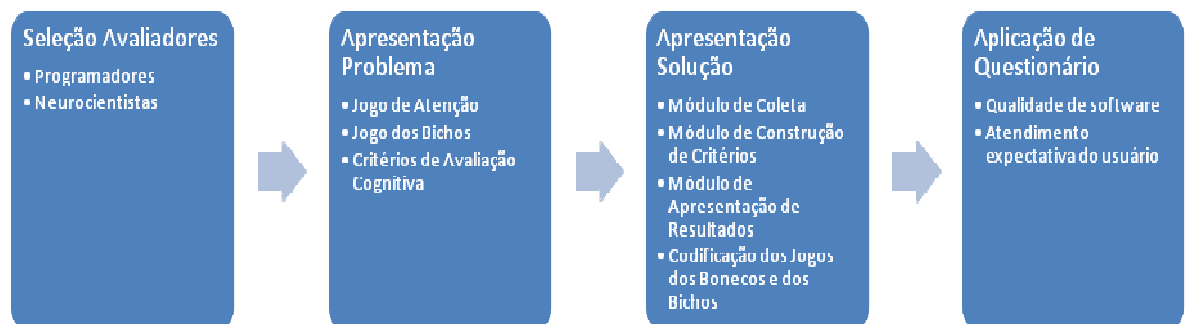 Seleção Avaliadores
• Programadores
• Neurocientistas
Apresentação
Problema
• Jogo de Atenção
• Jogo dos Bichos
• Critérios de Avaliação
Cognitiva
Apresentação
Solução
• Módulo de Coleta
• Módulo de Construção
de Critérios
• Módulo de
Apresentação de
Resultados
• Codificação dos Jogos
dos Bonecos e dos
Bichos
Aplicação de
Questionário
• Qualidade de software
• Atendimento
expectativa do usuário